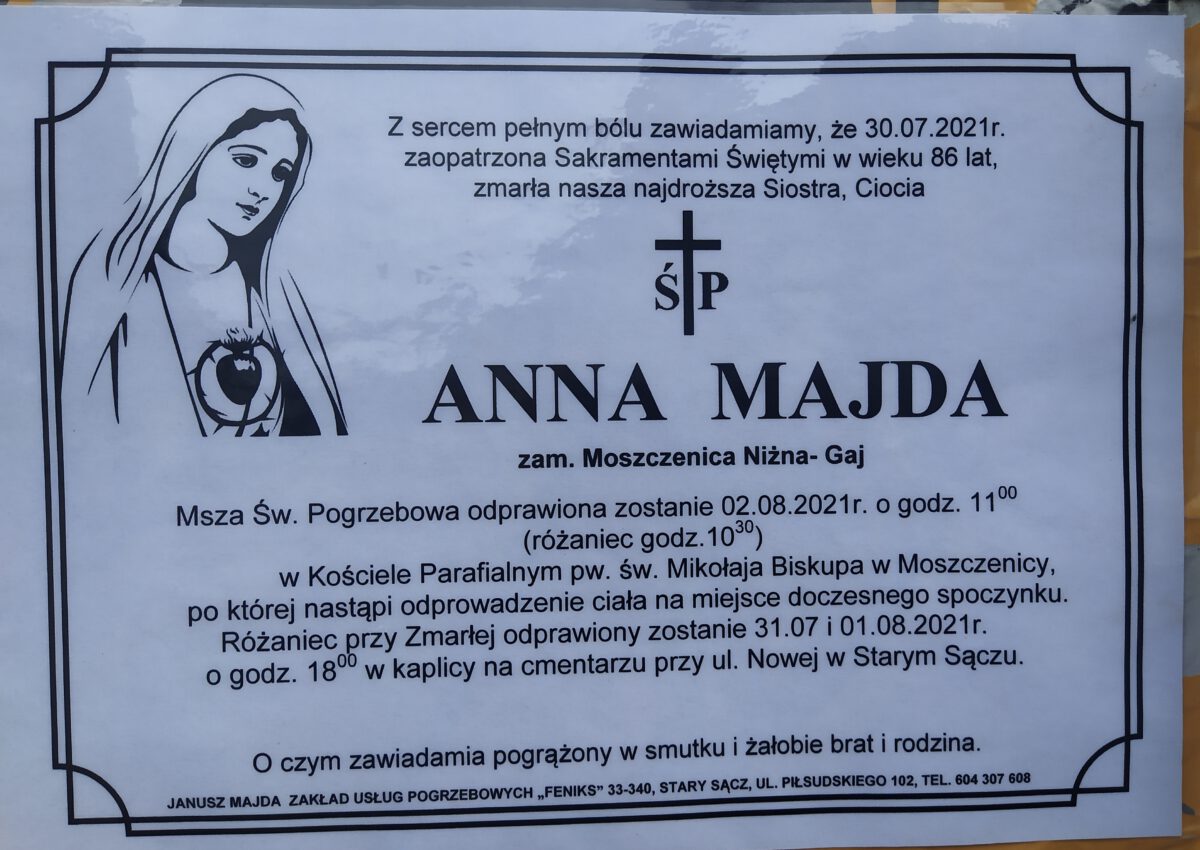 Z sercem pełnym bólu zawiadamiamy, że 30.07.2021r.
zaopatrzona Sakramentami Świętymi w wieku 86 lat,
zmarła nasza najdroższa Siostra, Ciocia
Ś P
ANNA MAJDA
zam. Moszczenica Niżna- Gaj
Msza Św. Pogrzebowa odprawiona zostanie 02.08.2021r. o godz. 11⁰⁰
(różaniec godz.10³⁰)
w Kościele Parafialnym pw. św. Mikołaja Biskupa w Moszczenicy,
po której nastąpi odprowadzenie ciała na miejsce doczesnego spoczynku.
Różaniec przy Zmarłej odprawiony zostanie 31.07 i 01.08.2021r.
o godz. 18⁰⁰ w kaplicy na cmentarzu przy ul. Nowej w Starym Sączu.
O czym zawiadamia pogrążony w smutku i żałobie brat i rodzina.
JANUSZ MAJDA ZAKŁAD USŁUG POGRZEBOWYCH „FENIKS” 33-340, STARY SĄCZ, UL. PIŁSUDSKIEGO 102, TEL. 604 307 608